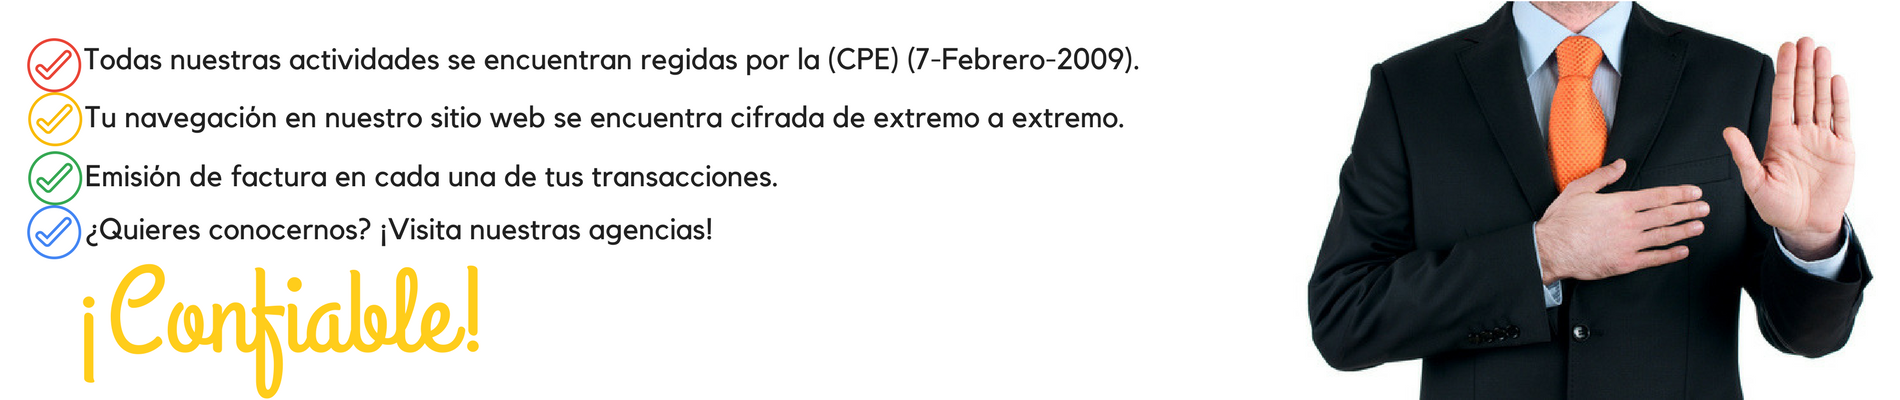 Todas nuestras actividades se encuentran regidas por la (CPE) (7-Febrero-2009).
Tu navegación en nuestro sitio web se encuentra cifrada de extremo a extremo.
Emisión de factura en cada una de tus transacciones.
¿Quieres conocernos? ¡Visita nuestras agencias!
¡Confiable!